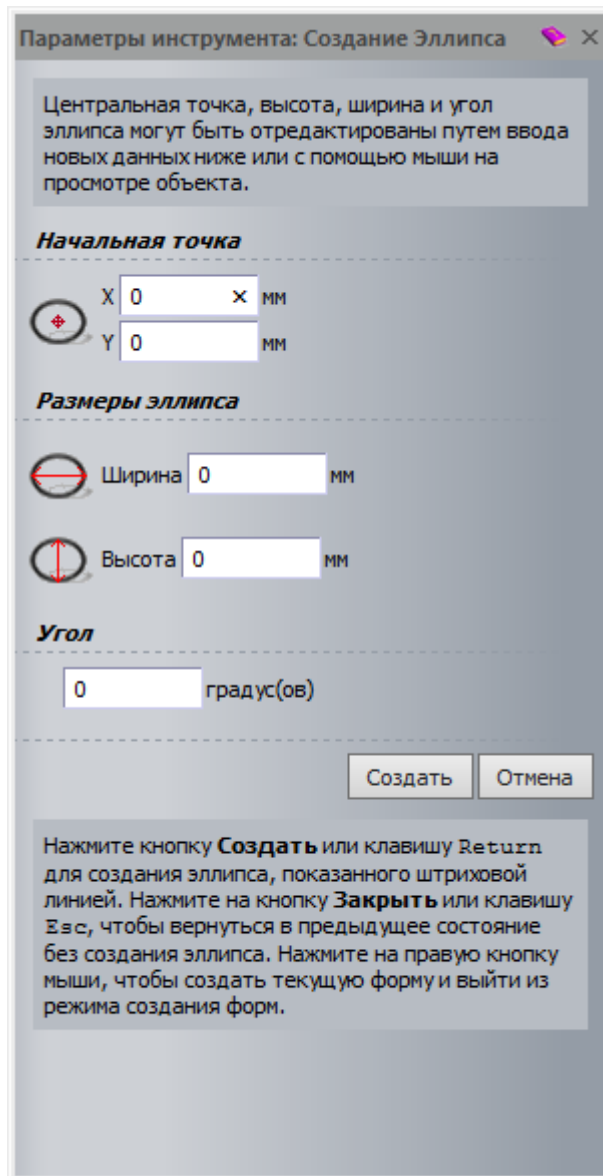 Параметры инструмента: Создание Эллипса
Центральная точка, высота, ширина и угол
эллипса могут быть отредактированы путем ввода
новых данных ниже или с помощью мыши на
просмотре объекта.
Начальная точка
X 0 мм
Y 0 мм
Размеры эллипса
Ширина 0 мм
Высота 0 мм
Угол
0 градус(ов)
Создать Отмена
Нажмите кнопку Создать или клавишу Return
для создания эллипса, показанного штриховой
линией. Нажмите на кнопку Закрыть или клавишу
Esc, чтобы вернуться в предыдущее состояние
без создания эллипса. Нажмите на правую кнопку
мыши, чтобы создать текущую форму и выйти из
режима создания форм.